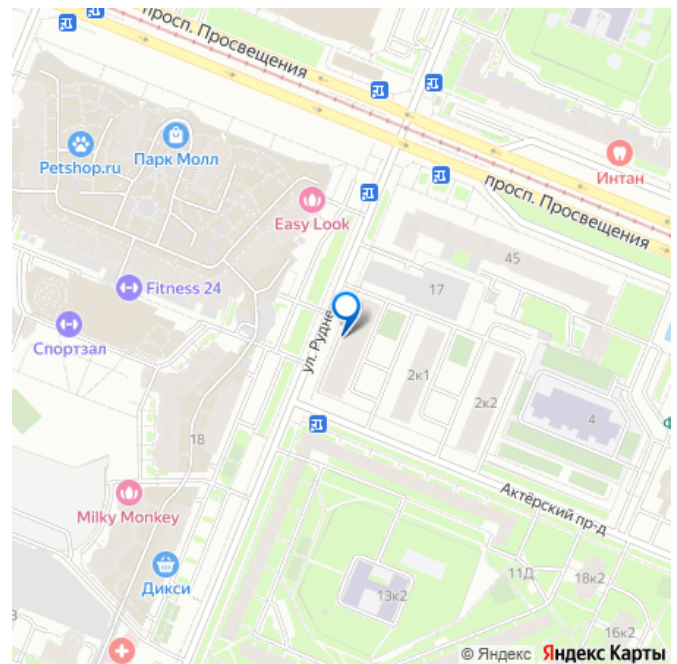 просп. Просвещения
Парк Молл
Petshop.ru
Интан
просп. Просвещения
Easy Look
45
17
Fitness 24
ул. Рудне
Спортзал
2к1
2к2
4
18
Актёрский пр-д
Milky Monkey
11Д
18к2
Дикси
13к2
16к2
© Яндекс Яндекс Карты